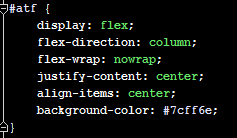 #atf {
display: flex;
flex-direction: column;
flex-wrap: nowrap;
justify-content: center;
align-items: center;
background-color: #7cff6e;
}